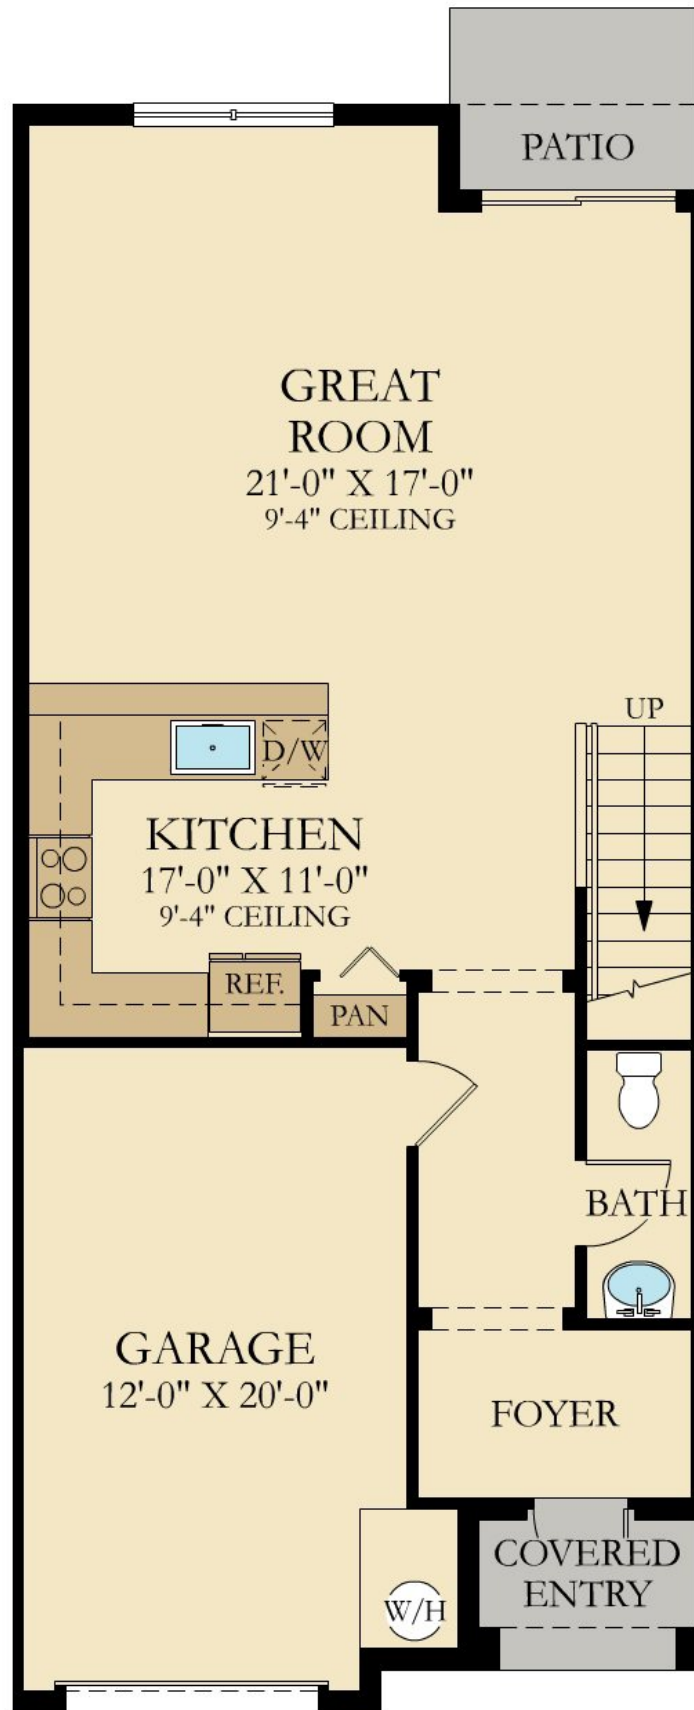 PATIO
GREAT
ROOM
21'-0" X 17'-0"
9'-4" CEILING
UP
D/W
KITCHEN
17'-0" X 11'-0"
9'-4" CEILING
REF.
PAN
BATH
GARAGE
12'-0" X 20'-0"
FOYER
COVERED
ENTRY
W/H